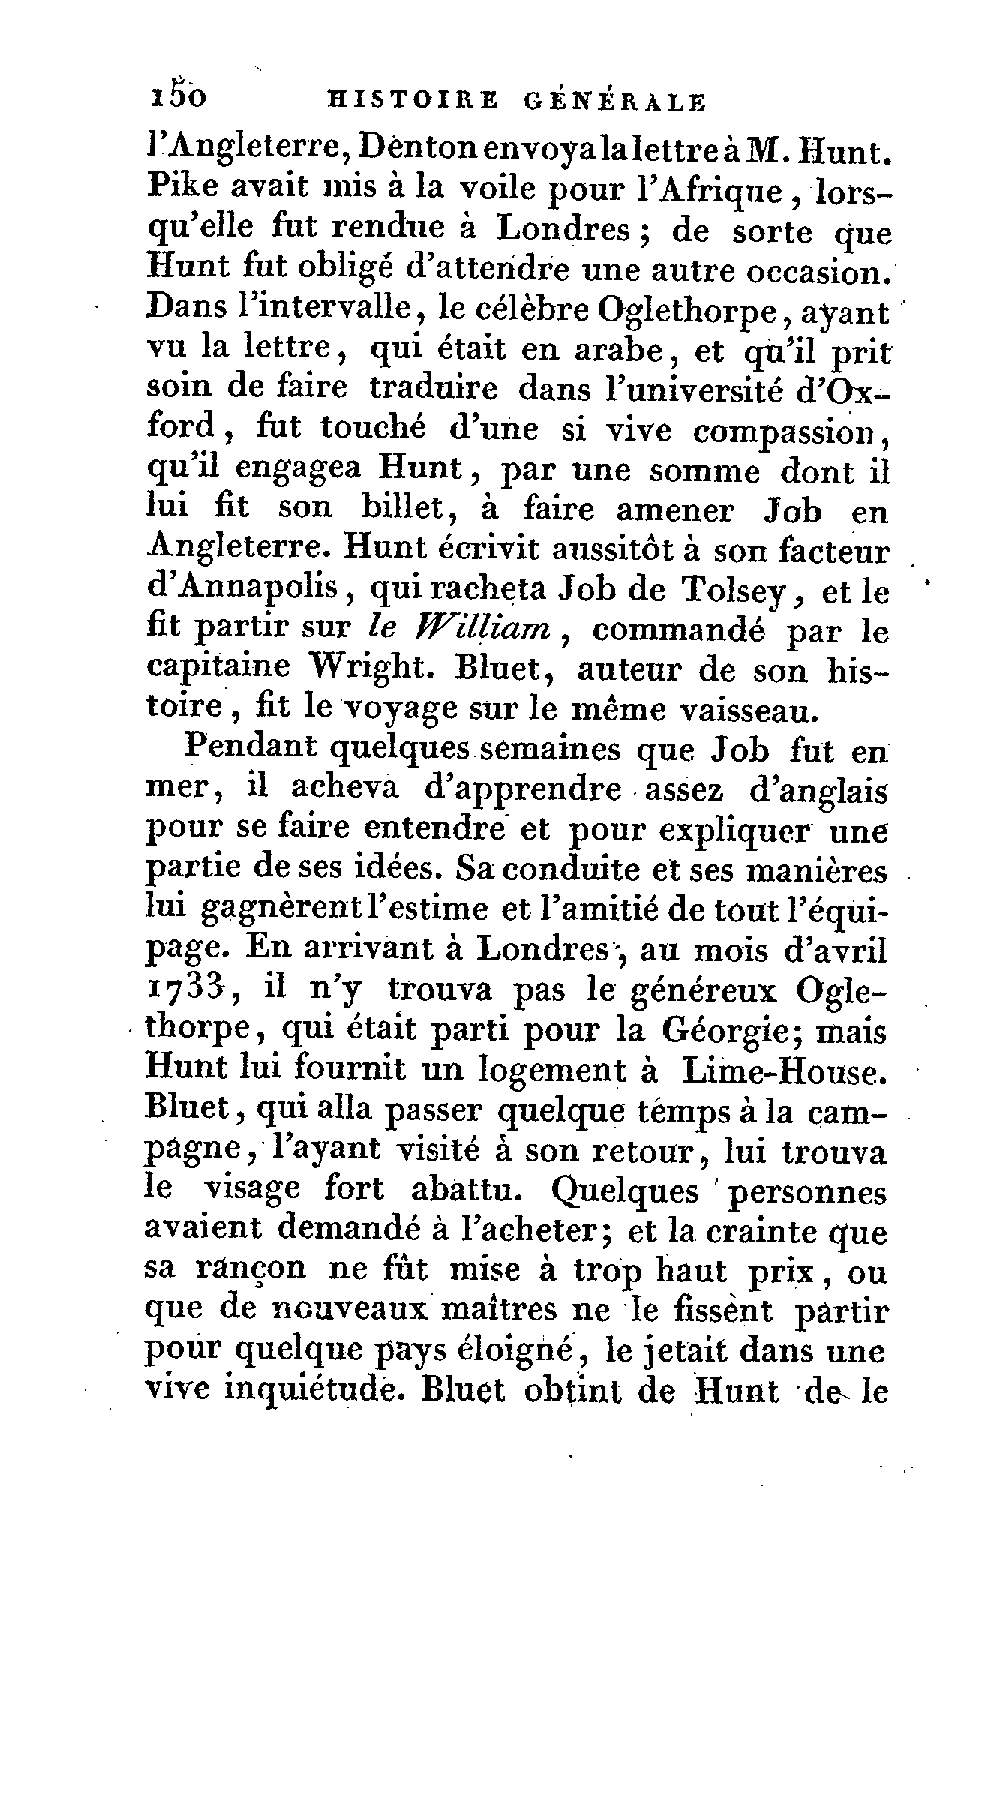 150 HISTOIRE GÉNÉRALE
l'Angleterre, Denton envoya la lettre à M. Hunt.
Pike avait mis à la voile pour l'Afrique, lors-
qu'elle fut rendue à Londres ; de sorte que
Hunt fut obligé d'attendre une autre occasion.
Dans l'intervalle, le célèbre Oglethorpe, ayant
vu la lettre, qui était en arabe, et qu'il prit
soin de faire traduire dans l'université d'Ox-
ford, fut touché d'une si vive compassion,
qu'il engagea Hunt, par une somme dont il
lui fit son billet, à faire amener Job en
Angleterre. Hunt écrivit aussitôt à son facteur
d'Annapolis, qui racheta Job de Tolsey, et le
fit partir sur le William, commandé par le
capitaine Wright. Bluet, auteur de son his-
toire, fit le voyage sur le même vaisseau.
Pendant quelques semaines que Job fut en
mer, il acheva d'apprendre assez d'anglais
pour se faire entendre et pour expliquer une
partie de ses idées. Sa conduite et ses manières
lui gagnèrent l'estime et l'amitié de tout l'équi-
page. En arrivant à Londres, au mois d'avril
1733, il n'y trouva pas le généreux Ogle-
thorpe, qui était parti pour la Géorgie; mais
Hunt lui fournit un logement à Lime-House.
Bluet, qui alla passer quelque temps à la cam-
pagne, l'ayant visité à son retour, lui trouva
le visage fort abattu. Quelques personnes
avaient demandé à l'acheter; et la crainte que
sa rançon ne fût mise à trop haut prix, ou
que de nouveaux maîtres ne le fissent partir
pour quelque pays éloigné, le jetait dans une
vive inquiétude. Bluet obtint de Hunt de le